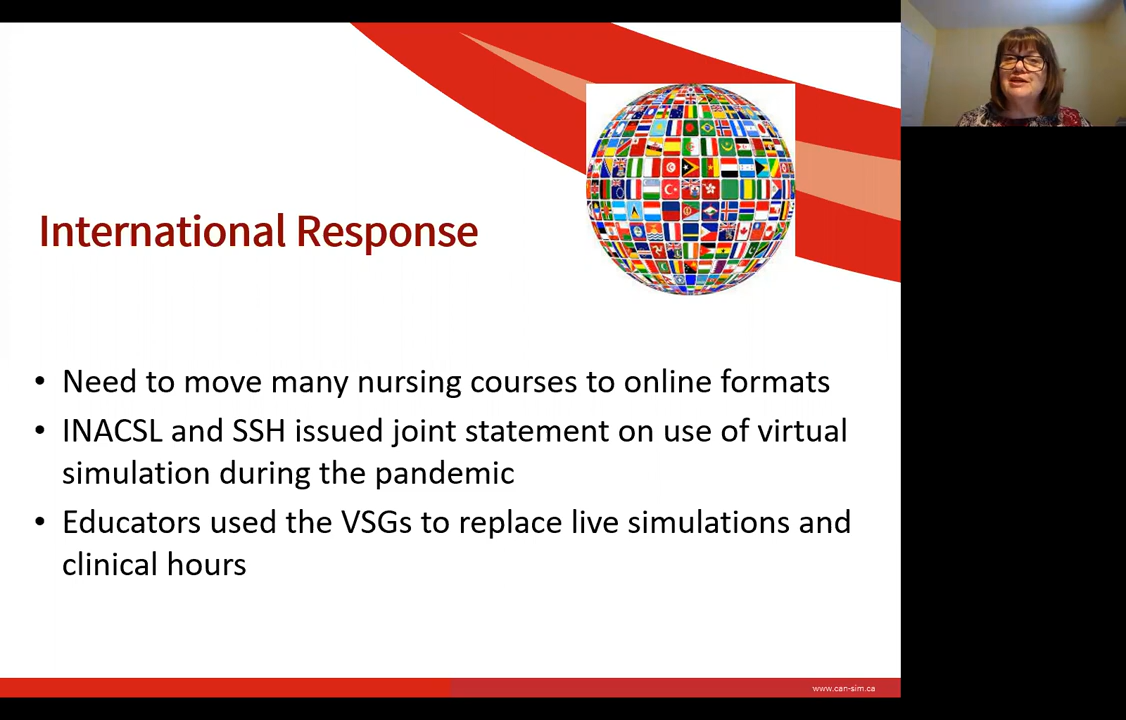 International Response
• Need to move many nursing courses to online formats
• INACSL and SSH issued joint statement on use of virtual
simulation during the pandemic
• Educators used the VSGs to replace live simulations and
clinical hours
www.can-sim.ca